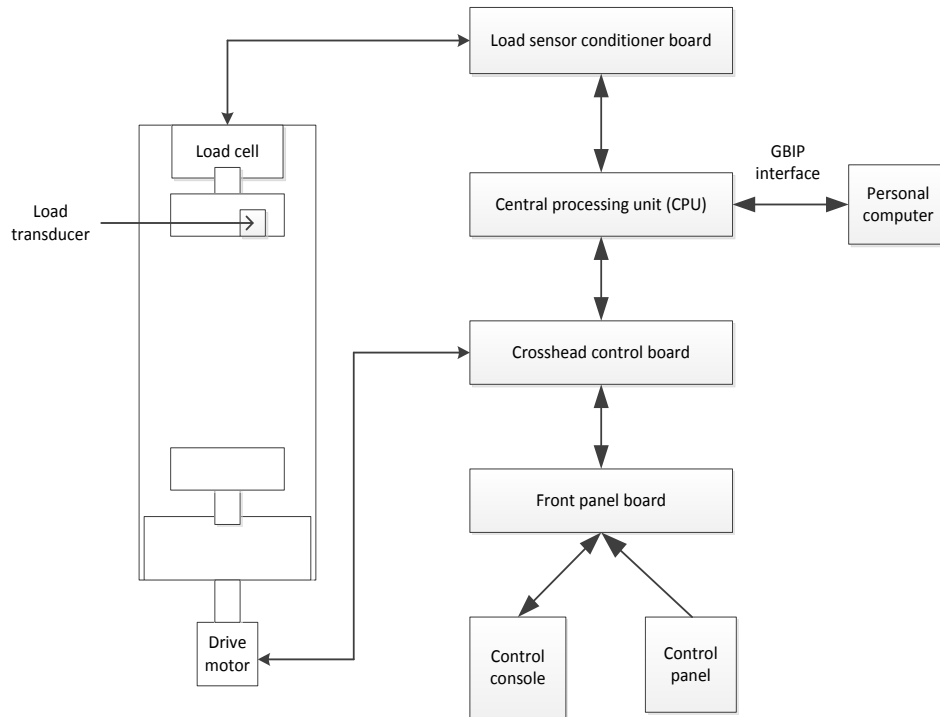 Load sensor conditioner board
Load cell
GBIP
interface
Central processing unit (CPU)
Personal
computer
Load
transducer
Crosshead control board
Front panel board
Drive
motor
Control
console
Control
panel